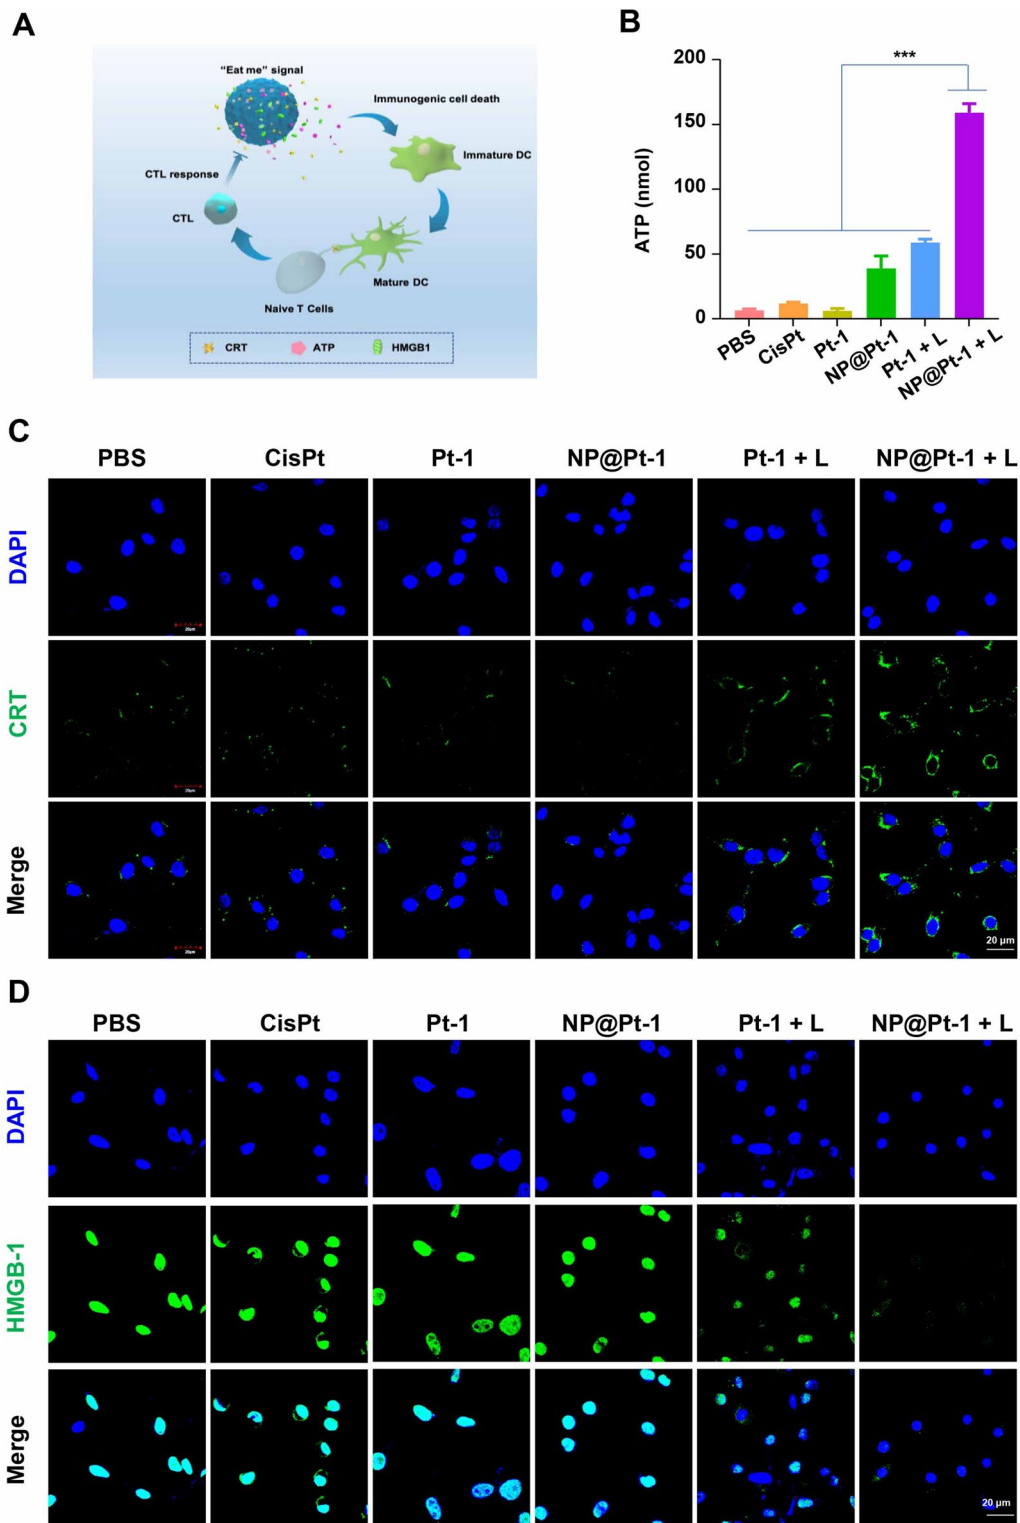 A
"Eat me" signal
Immunogenic cell death
Immature DC
CTL response
CTL
Mature DC
Naive T Cells
CRT
ATP
HMGB1
B
200
***
150
100
50
0
ATP (nmol)
PBS
CisPt
Pt-1
NP@Pt-1
Pt-1 + L
NP@Pt-1 + L
C
PBS CisPt Pt-1 NP@Pt-1 Pt-1 + L NP@Pt-1 + L
DAPI
20μm
CRT
20μm
Merge
20μm
20 μm
D
PBS CisPt Pt-1 NP@Pt-1 Pt-1 + L NP@Pt-1 + L
DAPI
HMGB-1
Merge
20 μm